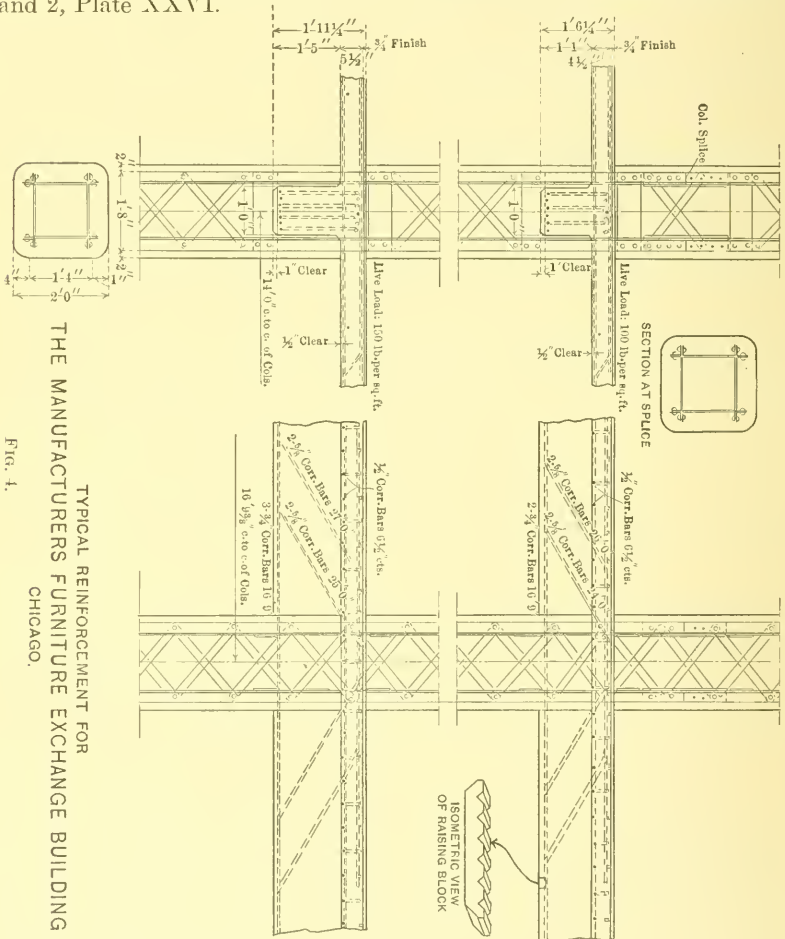 and 2, Plate XXVI.
1'-11¼"
1'-5"
5½"
¾" Finish
1'6¼"
1'-1"
4½"
¾" Finish
Col. Splice
2"
1'-8"
2"
1'0"
1'0"
1" Clear
1" Clear
14'0" c. to c. of Cols.
½" Clear
½" Clear
Live Load: 150 lb. per sq. ft.
Live Load: 100 lb. per sq. ft.
4"
1'-4"
1"
2'-0"
SECTION AT SPLICE
½" Corr. Bars 6½" cts.
2-⅝" Corr. Bars
2-⅝" Corr. Bars
3-¾" Corr. Bars 16'9"
16'9⅜" c. to c. of Cols.
½" Corr. Bars 6½" cts.
2-⅝" Corr. Bars
2-⅝" Corr. Bars
2-¾" Corr. Bars 16'9"
ISOMETRIC VIEW
OF RAISING BLOCK
TYPICAL REINFORCEMENT FOR
THE MANUFACTURERS FURNITURE EXCHANGE BUILDING
CHICAGO.
FIG. 4.